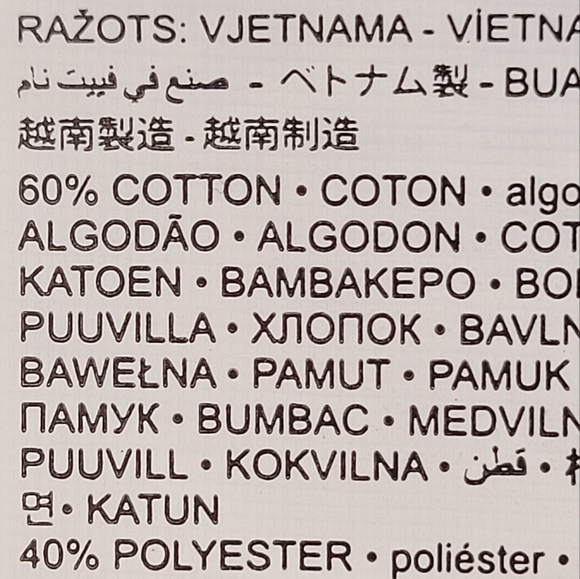 RAŽOTS: VJETNAMA - VİETNA
صنع في فييت نام - ベトナム製 - BUA
越南製造 - 越南制造
60% COTTON • COTON • algo
ALGODÃO • ALGODON • COT
KATOEN • BAMBAKEPO • BO
PUUVILLA • ХЛОПОК • BAVLN
BAWEŁNA • PAMUT • PAMUK
ПАМУК • BUMBAC • MEDVILN
PUUVILL • KOKVILNA • قطن •
면 • KATUN
40% POLYESTER • poliéster •